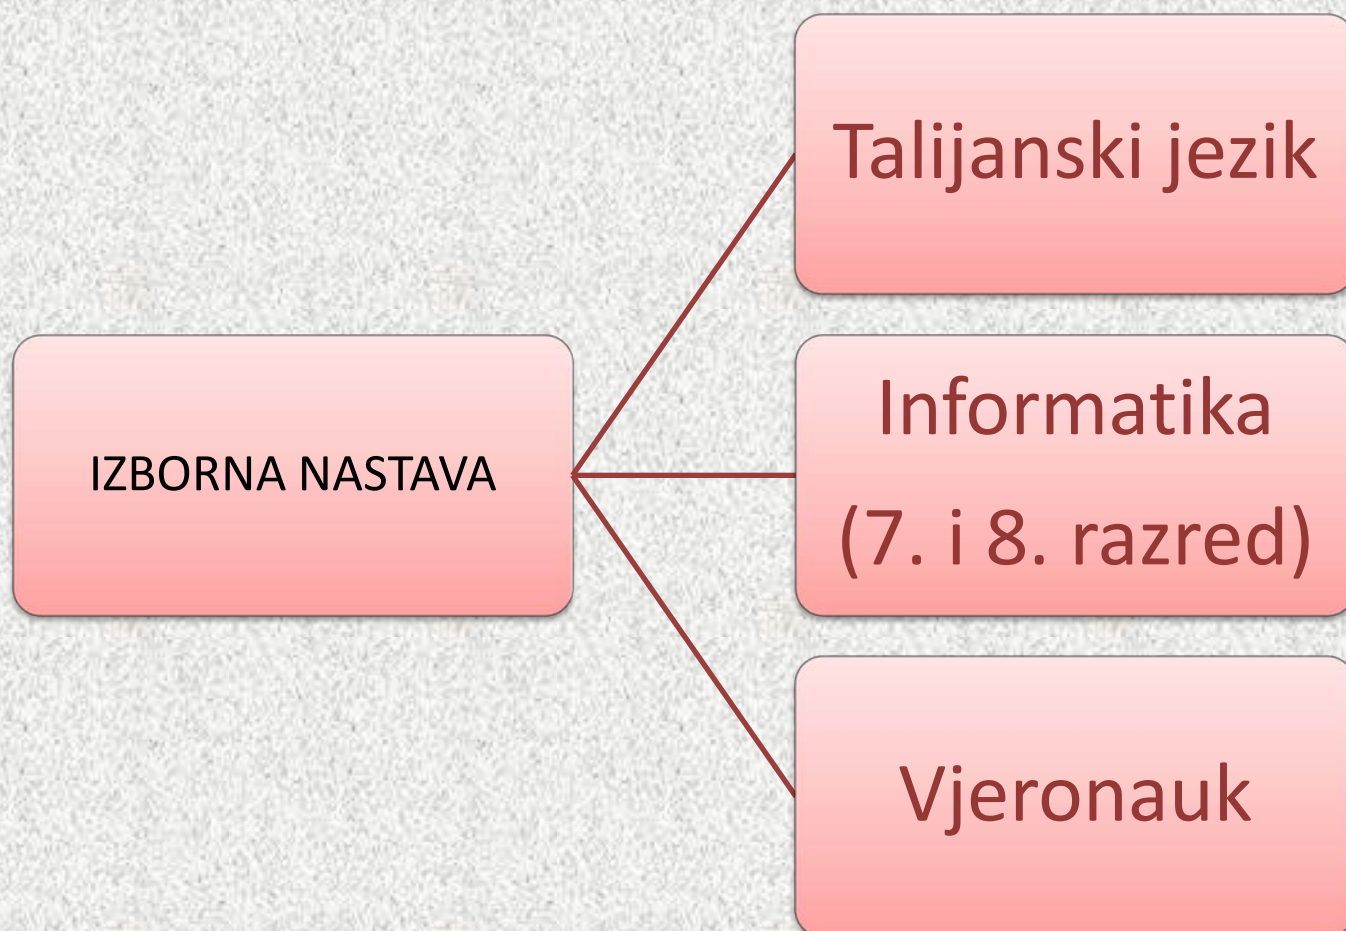 IZBORNA NASTAVA
Talijanski jezik
Informatika
(7. i 8. razred)
Vjeronauk